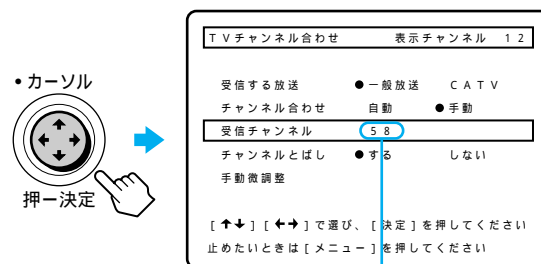 TVチャンネル合わせ 表示チャンネル 12
•カーソル
受信する放送 ●一般放送 CATV
チャンネル合わせ 自動 ●手動
受信チャンネル 58
チャンネルとばし ●する しない
手動微調整
押ー決定
[↑↓][←→]で選び、[決定]を押してください
止めたいときは[メニュー]を押してください